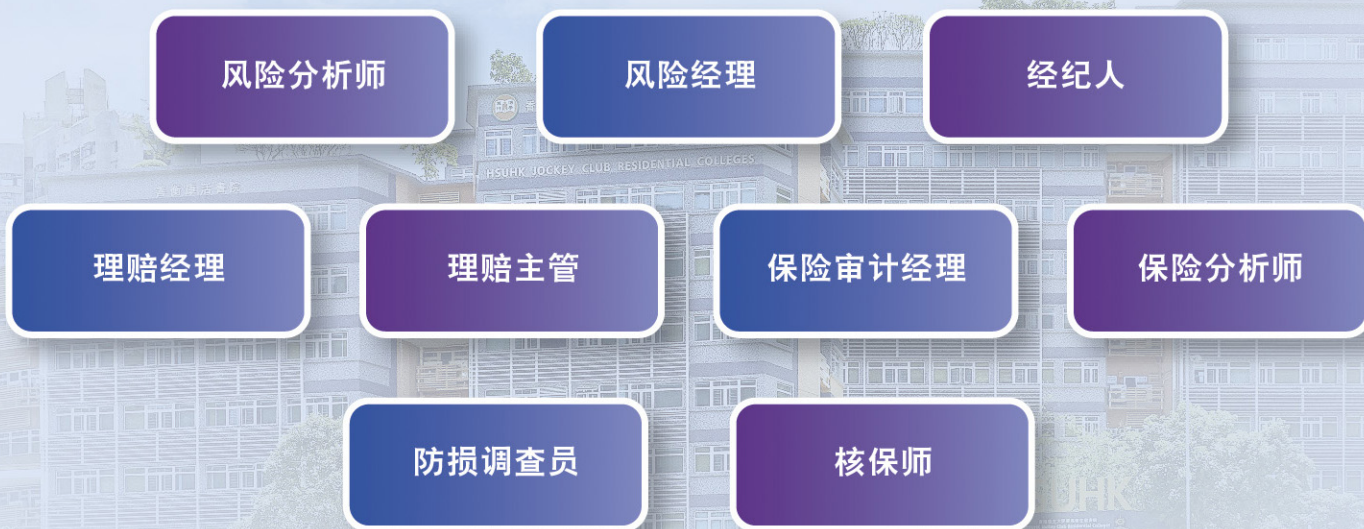 风险分析师
风险经理
经纪人
HSUHK JOCKEY CLUB RESIDENTIAL COLLEGES
理赔经理
理赔主管
保险审计经理
保险分析师
防损调查员
核保师